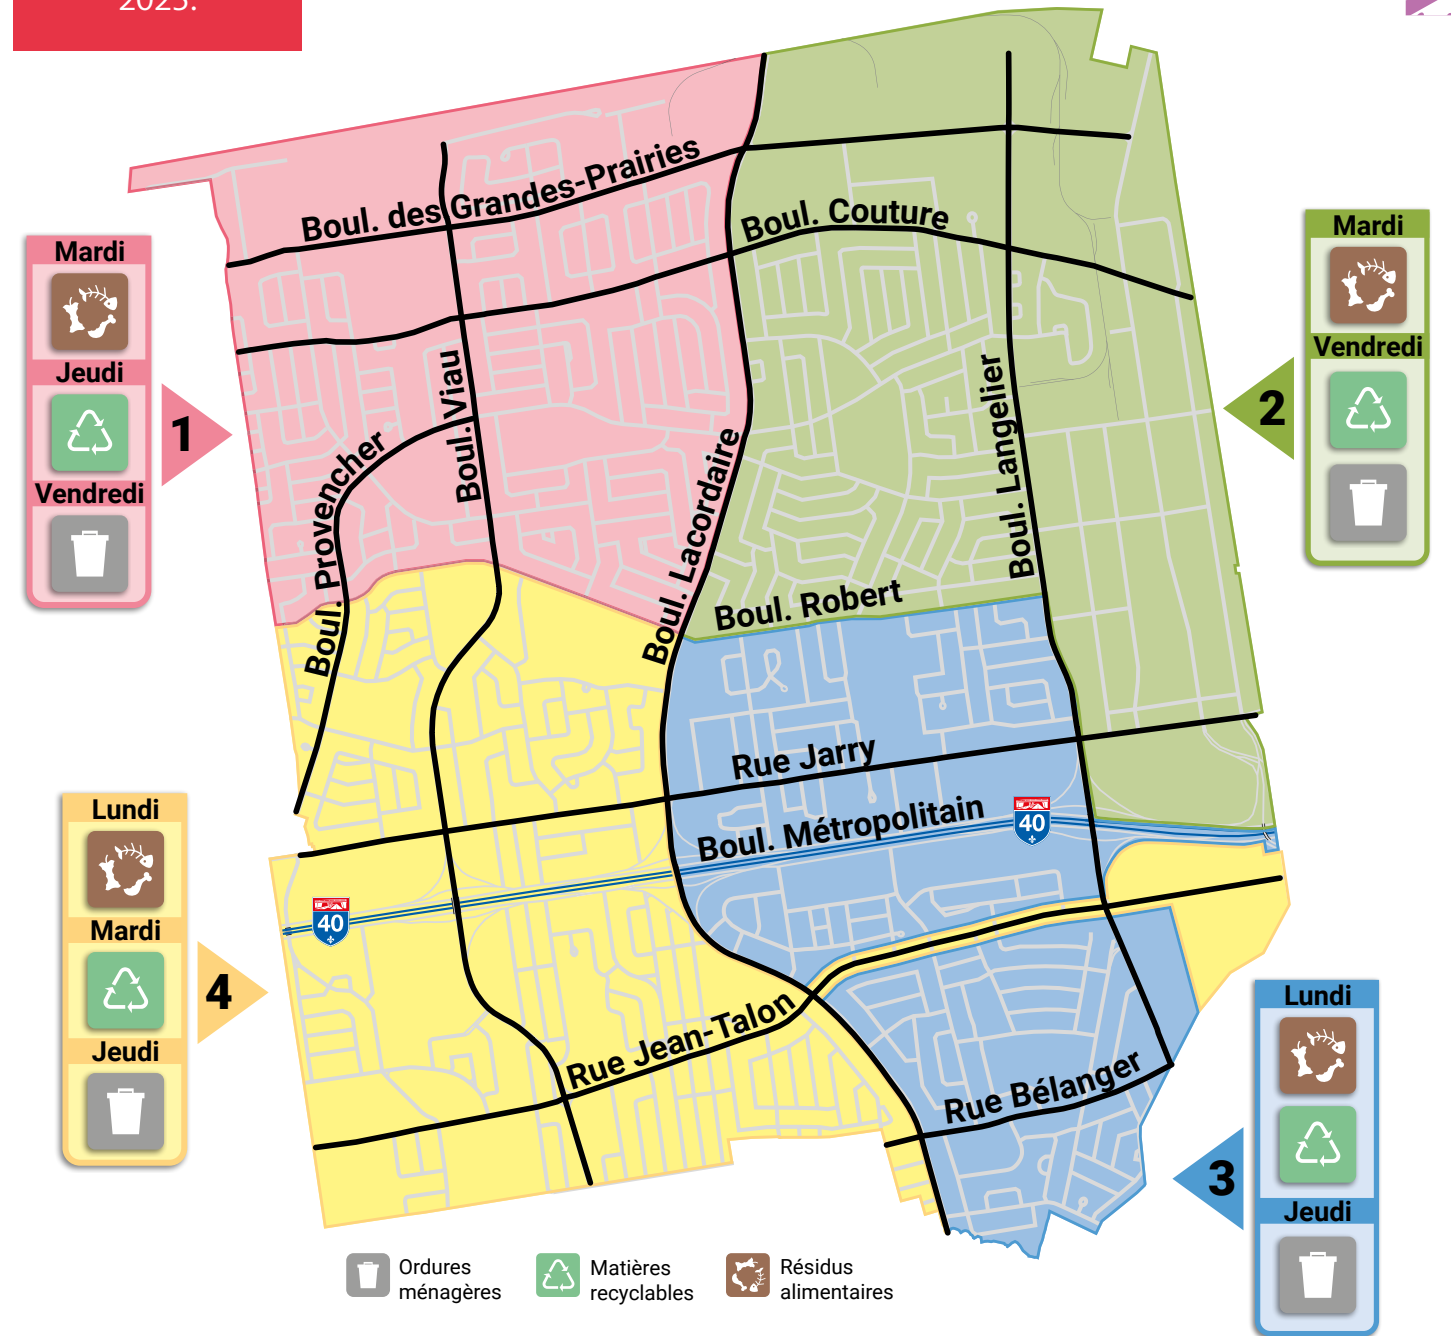 2025.
Boul. des Grandes-Prairies
Boul. Couture
Boul. Viau
Boul. Provencher
Boul. Lacordaire
Boul. Langelier
Boul. Robert
Rue Jarry
Boul. Métropolitain
40
40
Rue Jean-Talon
Rue Bélanger
Mardi
Jeudi
Vendredi
1
Mardi
Vendredi
2
Lundi
Mardi
Jeudi
4
Lundi
Jeudi
3
Ordures
ménagères
Matières
recyclables
Résidus
alimentaires